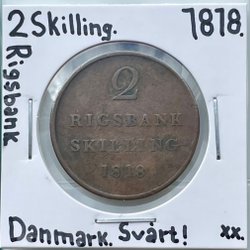 2 Skilling. 1818.
Rigsbank
2
RIGSBANK
SKILLING
1818
Danmark. Svårt! xx